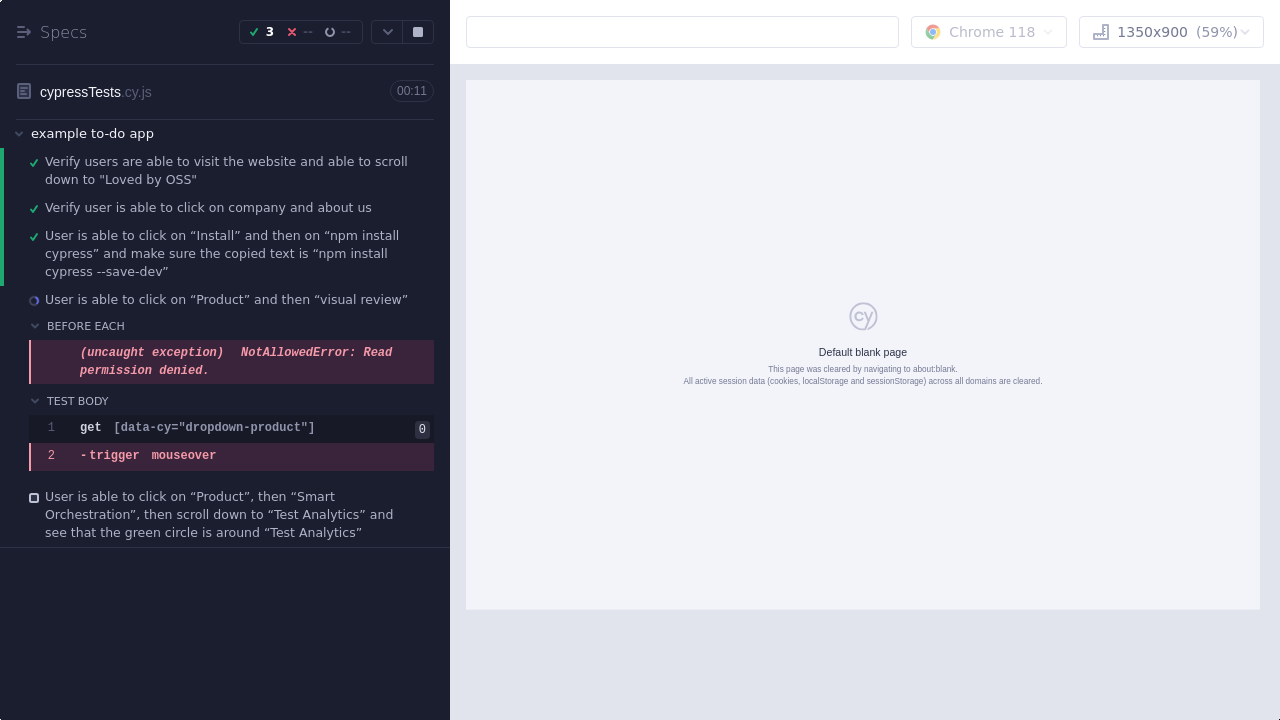 Specs
3
--
--
Chrome 118
1350x900 (59%)
cypressTests.cy.js
00:11
example to-do app
Verify users are able to visit the website and able to scroll
down to "Loved by OSS"
Verify user is able to click on company and about us
User is able to click on “Install” and then on “npm install
cypress” and make sure the copied text is “npm install
cypress --save-dev”
User is able to click on “Product” and then “visual review”
BEFORE EACH
(uncaught exception) NotAllowedError: Read
permission denied.
TEST BODY
1 get [data-cy="dropdown-product"] 0
2 -trigger mouseover
User is able to click on “Product”, then “Smart
Orchestration”, then scroll down to “Test Analytics” and
see that the green circle is around “Test Analytics”
cy
Default blank page
This page was cleared by navigating to about:blank.
All active session data (cookies, localStorage and sessionStorage) across all domains are cleared.